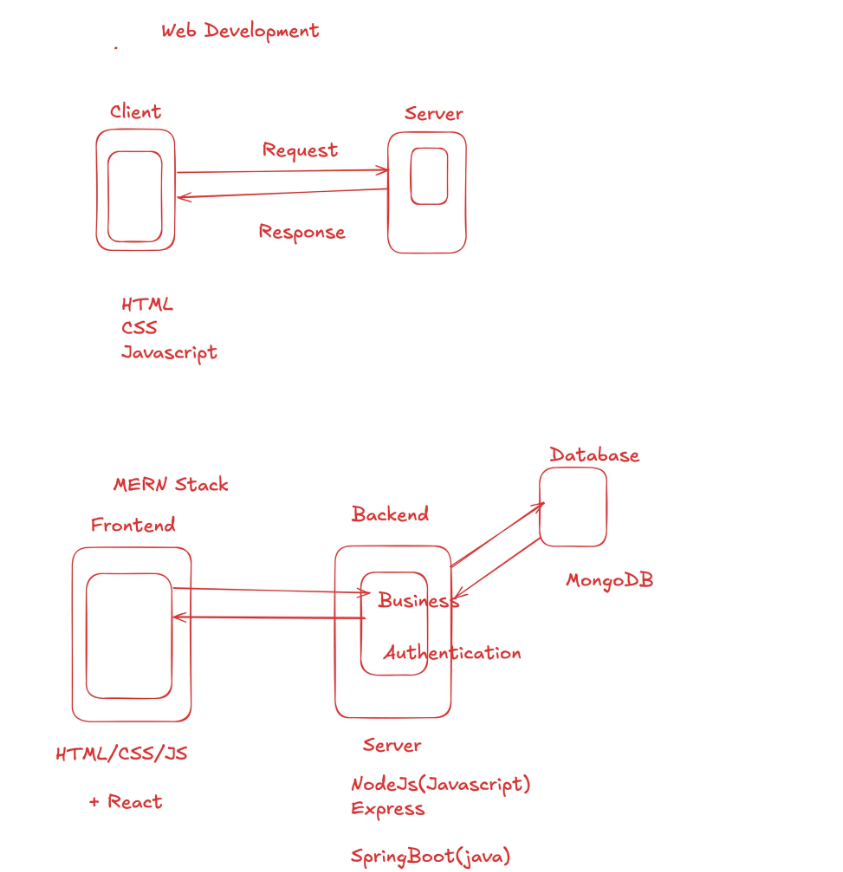 Web Development
Client
Server
Request
Response
HTML
CSS
Javascript
Database
MERN Stack
Frontend
Backend
MongoDB
Business
Authentication
HTML/CSS/JS
+ React
Server
NodeJs(Javascript)
Express
SpringBoot(java)